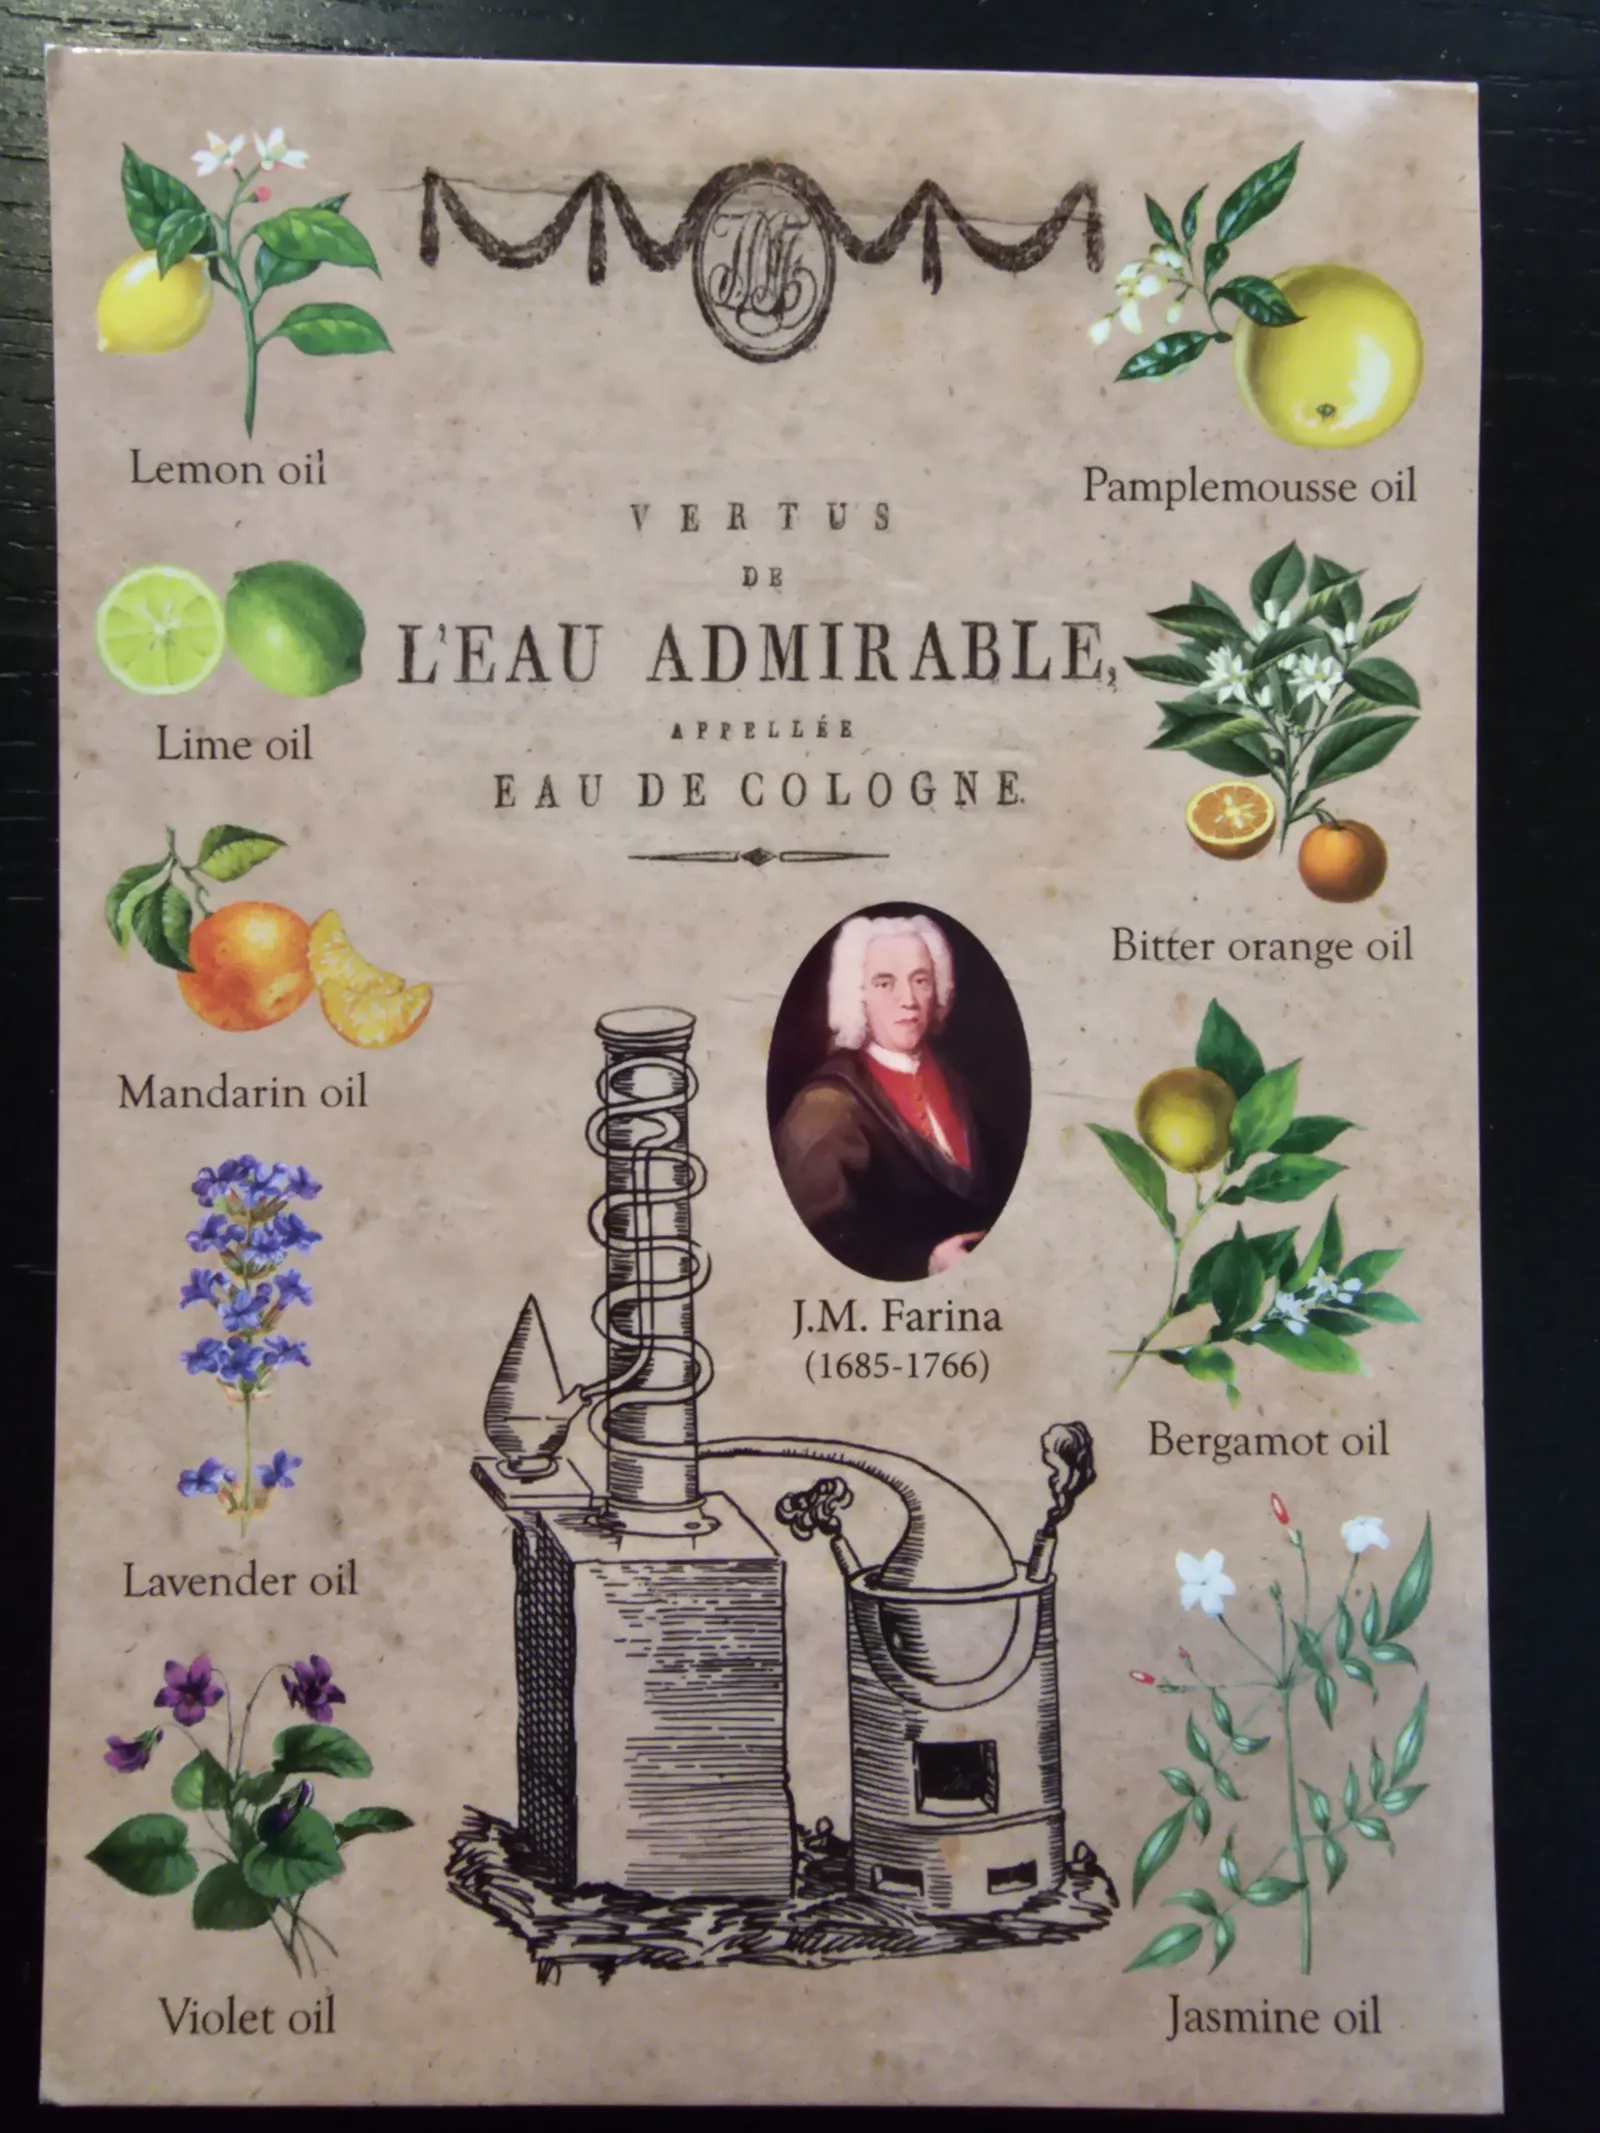 Lemon oil
Pamplemousse oil
VERTUS
DE
L'EAU ADMIRABLE,
APPELLÉE
EAU DE COLOGNE.
Lime oil
Bitter orange oil
Mandarin oil
J.M. Farina
(1685-1766)
Bergamot oil
Lavender oil
Violet oil
Jasmine oil